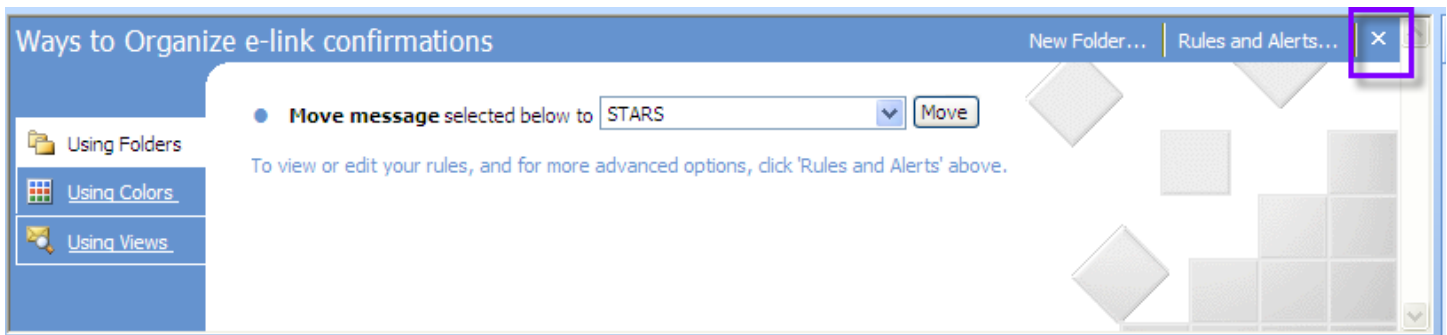 Ways to Organize e-link confirmations
New Folder... Rules and Alerts...
Move message selected below to STARS Move
Using Folders
To view or edit your rules, and for more advanced options, click 'Rules and Alerts' above.
Using Colors
Using Views